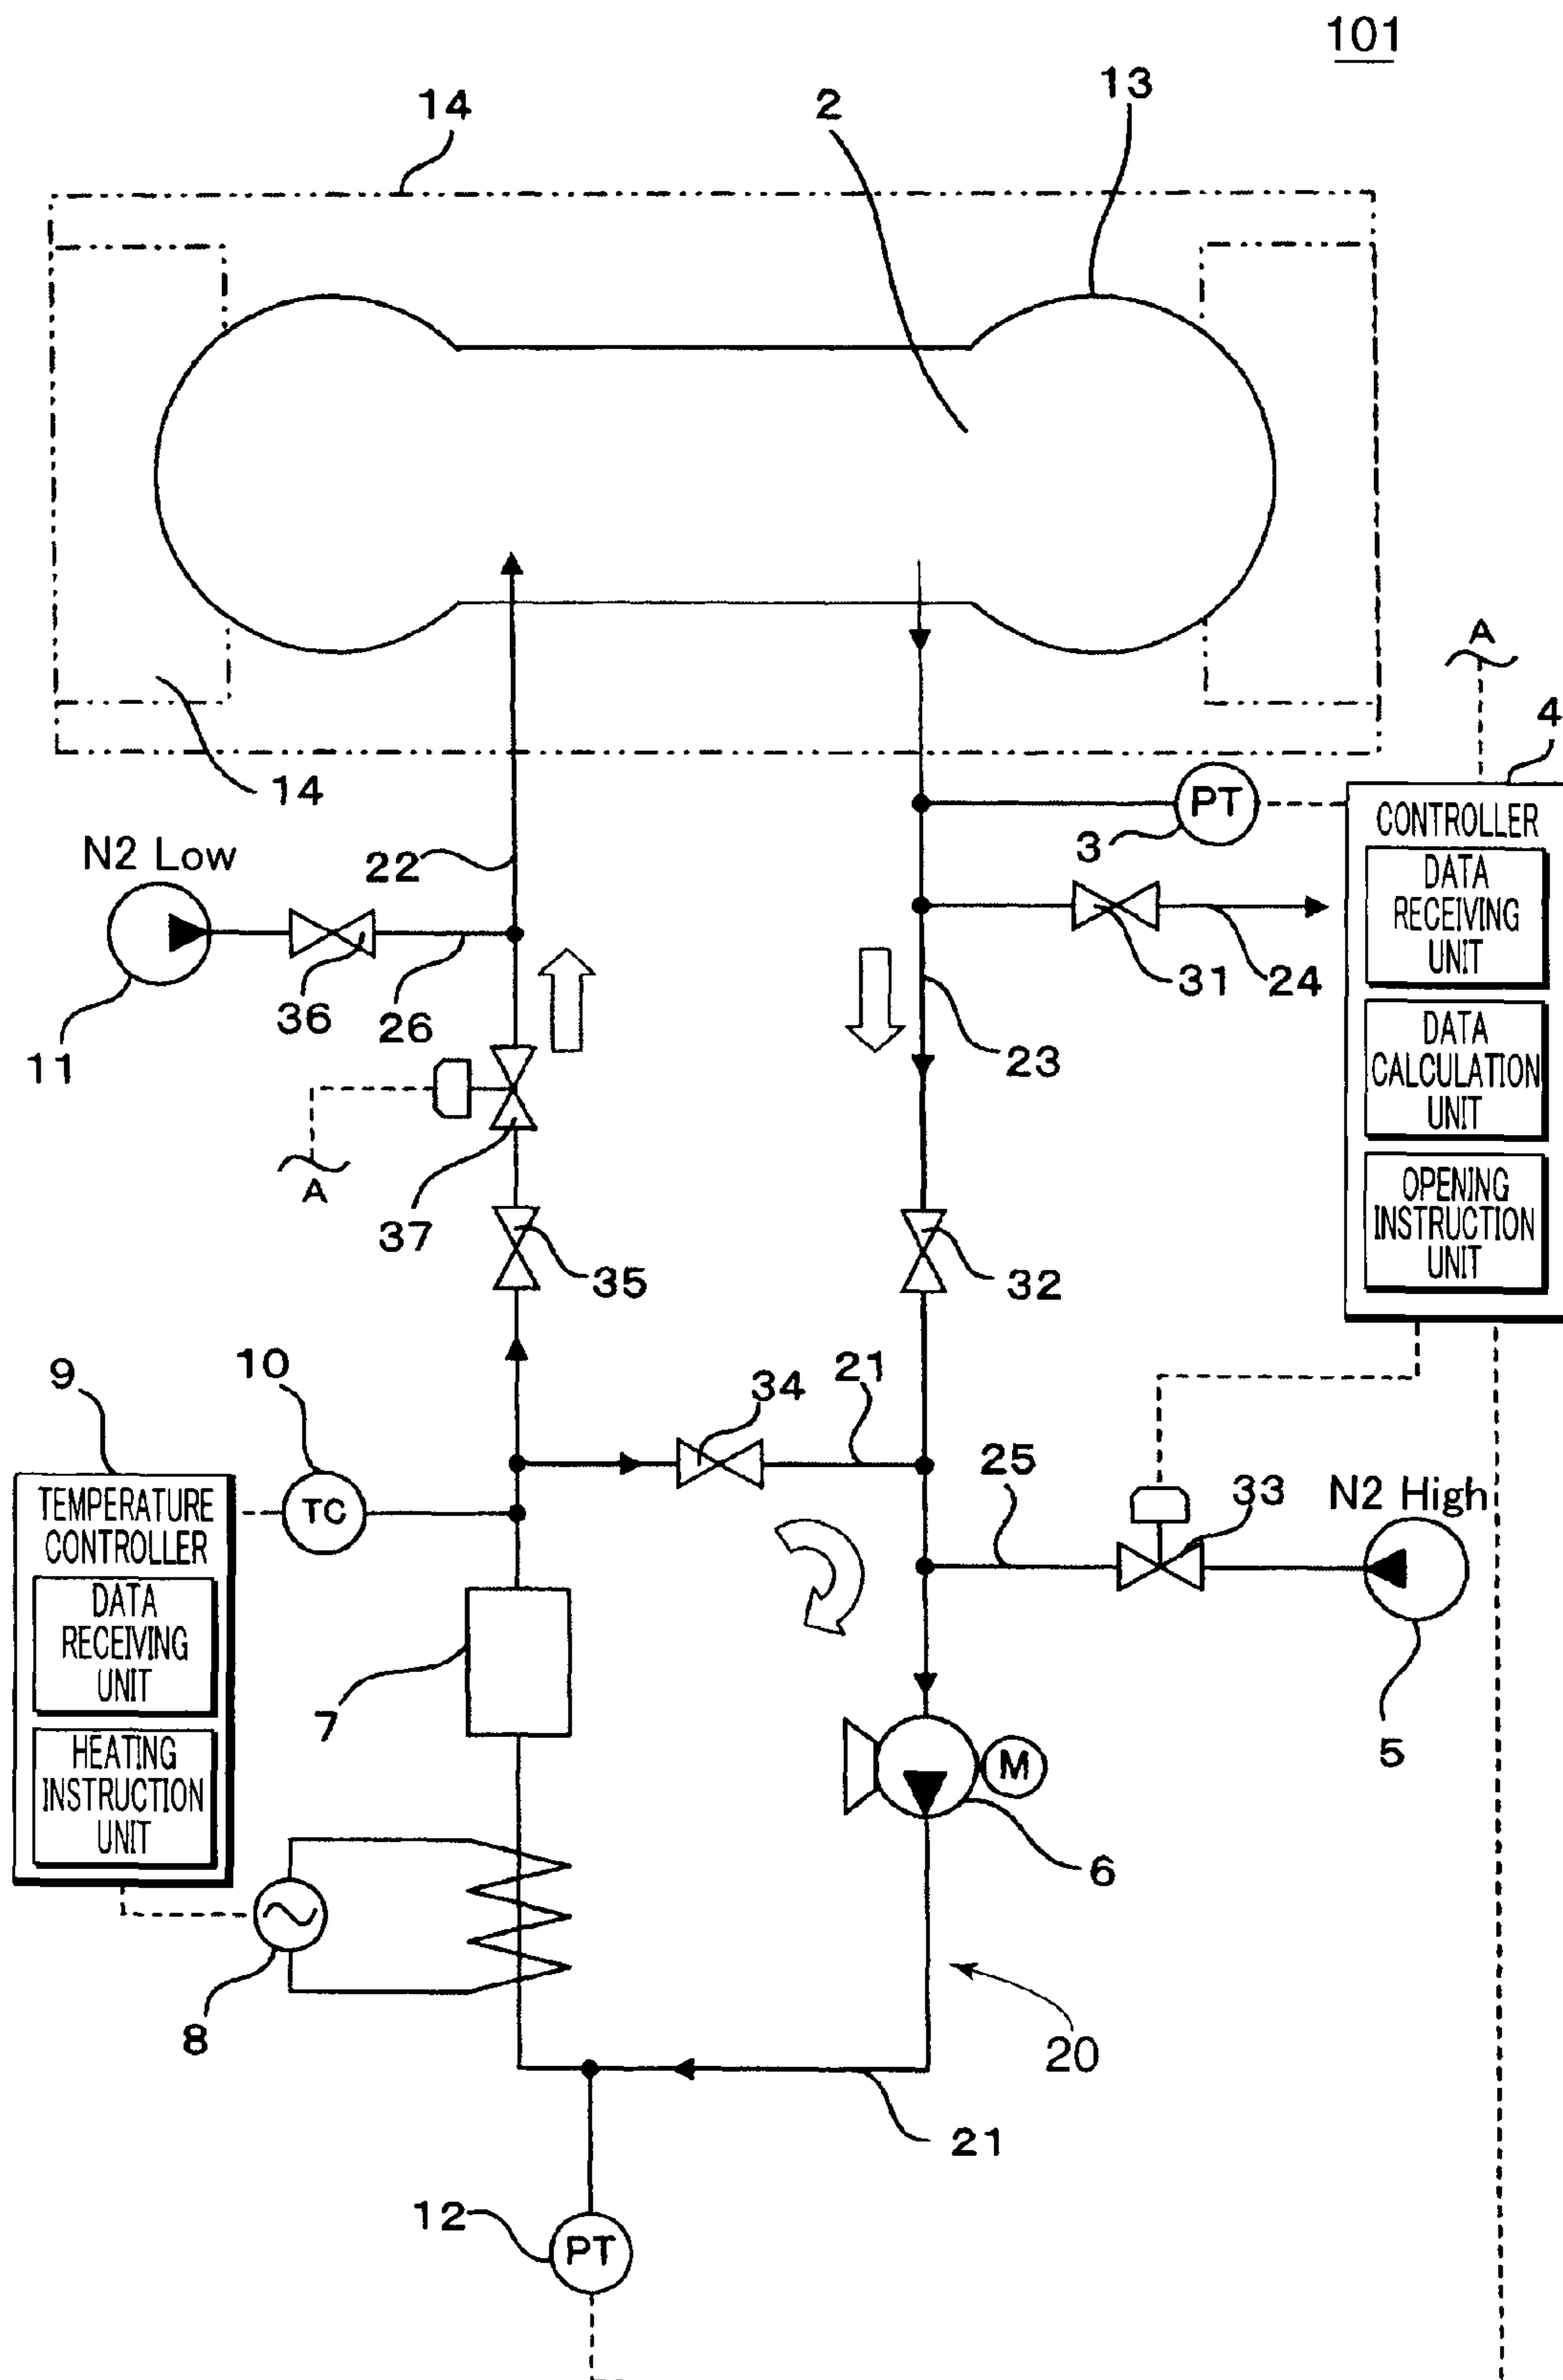 101
14
2
13
A
4
14
PT
3
CONTROLLER
DATA
RECEIVING
UNIT
N2 Low
22
31
24
36
26
11
23
DATA
CALCULATION
UNIT
A
37
35
32
OPENING
INSTRUCTION
UNIT
9
10
34
21
25
33
N2 High
TEMPERATURE
CONTROLLER
TC
DATA
RECEIVING
UNIT
7
5
HEATING
INSTRUCTION
UNIT
M
6
8
20
21
12
PT